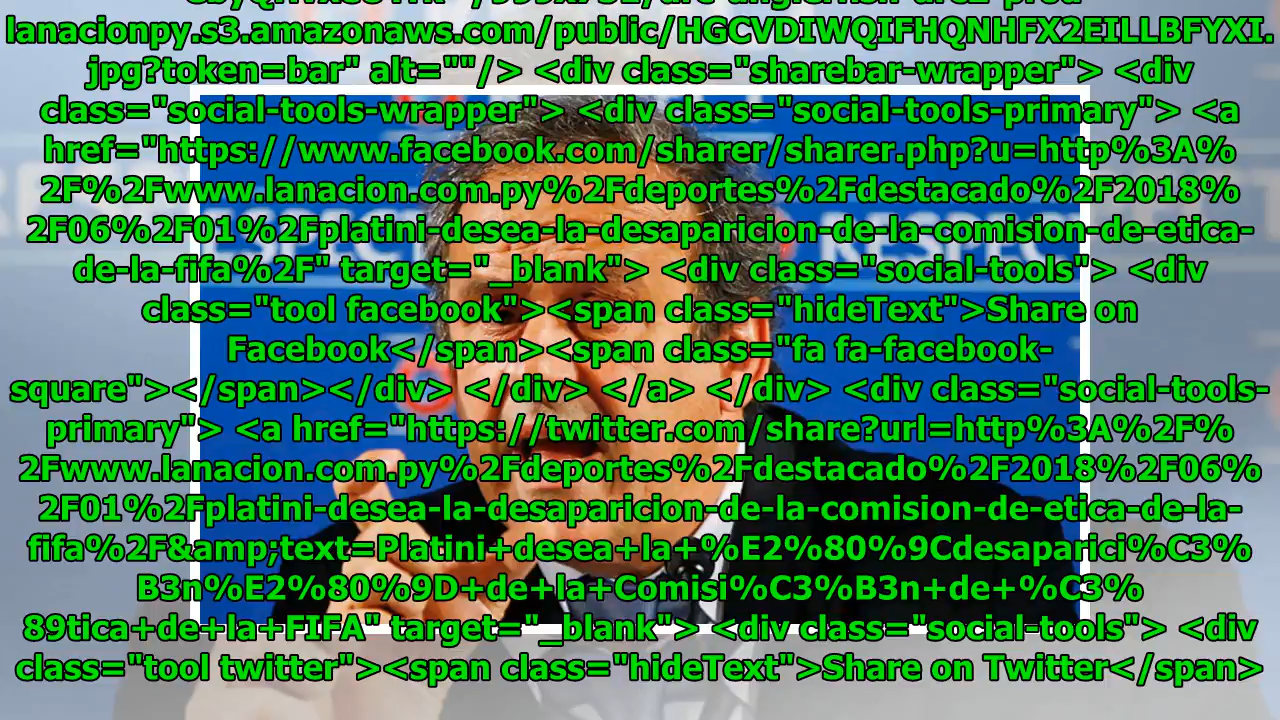 lanacionpy.s3.amazonaws.com/public/HGCVDIWQIFHQNHFX2EILLBFYXI.
jpg?token=bar" alt=""/> <div class="sharebar-wrapper"> <div
class="social-tools-wrapper"> <div class="social-tools-primary"> <a
href="https://www.facebook.com/sharer/sharer.php?u=http%3A%
2F%2Fwww.lanacion.com.py%2Fdeportes%2Fdestacado%2F2018%
2F06%2F01%2Fplatini-desea-la-desaparicion-de-la-comision-de-etica-
de-la-fifa%2F" target="_blank"> <div class="social-tools"> <div
class="tool facebook"><span class="hideText">Share on
Facebook</span><span class="fa fa-facebook-
square"></span></div> </div> </a> </div> <div class="social-tools-
primary"> <a href="https://twitter.com/share?url=http%3A%2F%
2Fwww.lanacion.com.py%2Fdeportes%2Fdestacado%2F2018%2F06%
2F01%2Fplatini-desea-la-desaparicion-de-la-comision-de-etica-de-la-
fifa%2F&amp;text=Platini+desea+la+%E2%80%9Cdesaparici%C3%
B3n%E2%80%9D+de+la+Comisi%C3%B3n+de+%C3%
89tica+de+la+FIFA" target="_blank"> <div class="social-tools"> <div
class="tool twitter"><span class="hideText">Share on Twitter</span>